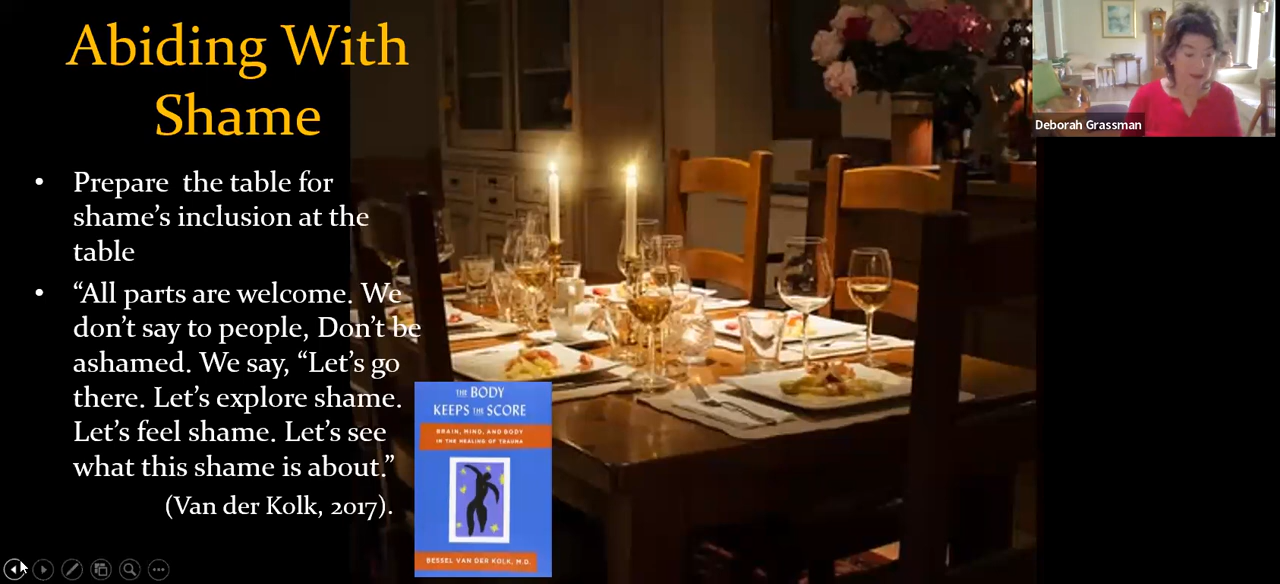 Abiding With
Shame
• Prepare  the table for
shame’s inclusion at the
table
• “All parts are welcome. We
don’t say to people, Don’t be
ashamed. We say, “Let’s go
there. Let’s explore shame.
Let’s feel shame. Let’s see
what this shame is about.”
(Van der Kolk, 2017).
THE BODY
KEEPS THE SCORE
BRAIN, MIND, AND BODY
IN THE HEALING OF TRAUMA
BESSEL VAN DER KOLK, M.D.
Deborah Grassman